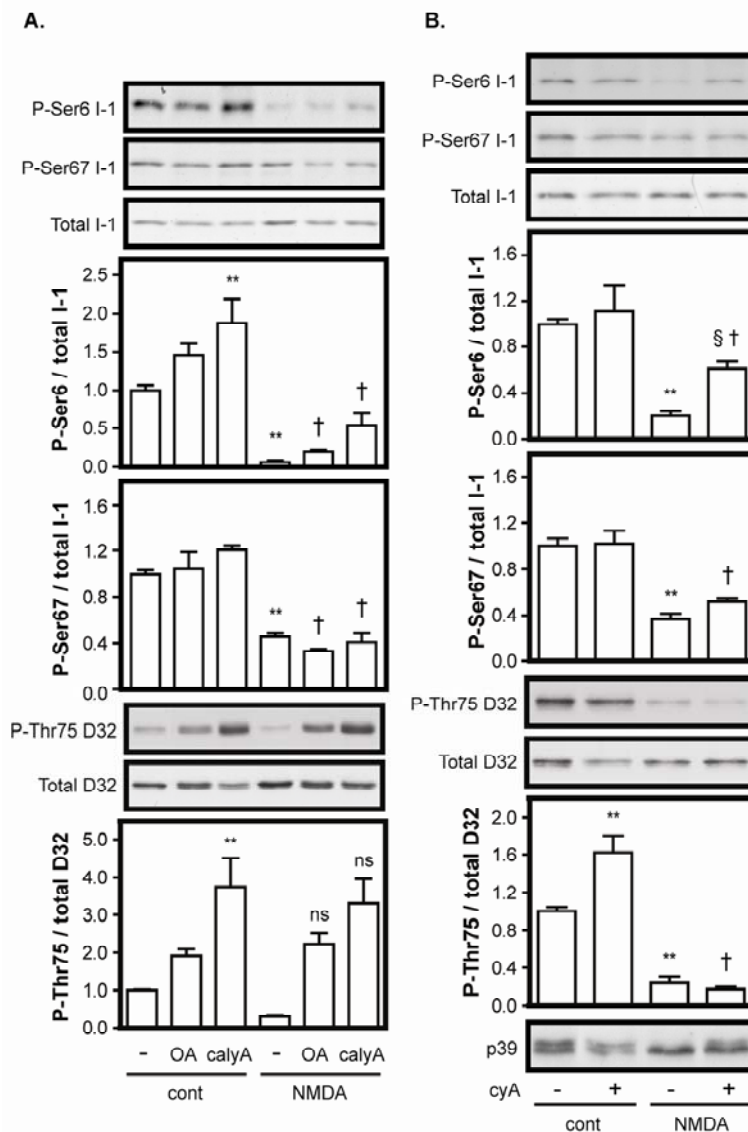 A.
P-Ser6 I-1
P-Ser67 I-1
Total I-1
P-Ser6 / total I-1
2.5
2.0
1.5
1.0
0.5
0.0
**
**
†
†
P-Ser67 / total I-1
1.6
1.2
0.8
0.4
0.0
**
†
†
P-Thr75 D32
Total D32
P-Thr75 / total D32
5.0
4.0
3.0
2.0
1.0
0.0
**
ns
ns
- OA calyA - OA calyA
cont NMDA
B.
P-Ser6 I-1
P-Ser67 I-1
Total I-1
P-Ser6 / total I-1
1.6
1.2
0.8
0.4
0.0
**
§ †
P-Ser67 / total I-1
1.6
1.2
0.8
0.4
0.0
**
†
P-Thr75 D32
Total D32
P-Thr75 / total D32
2.0
1.6
1.2
0.8
0.4
0.0
**
**
†
p39
cyA - + - +
cont NMDA